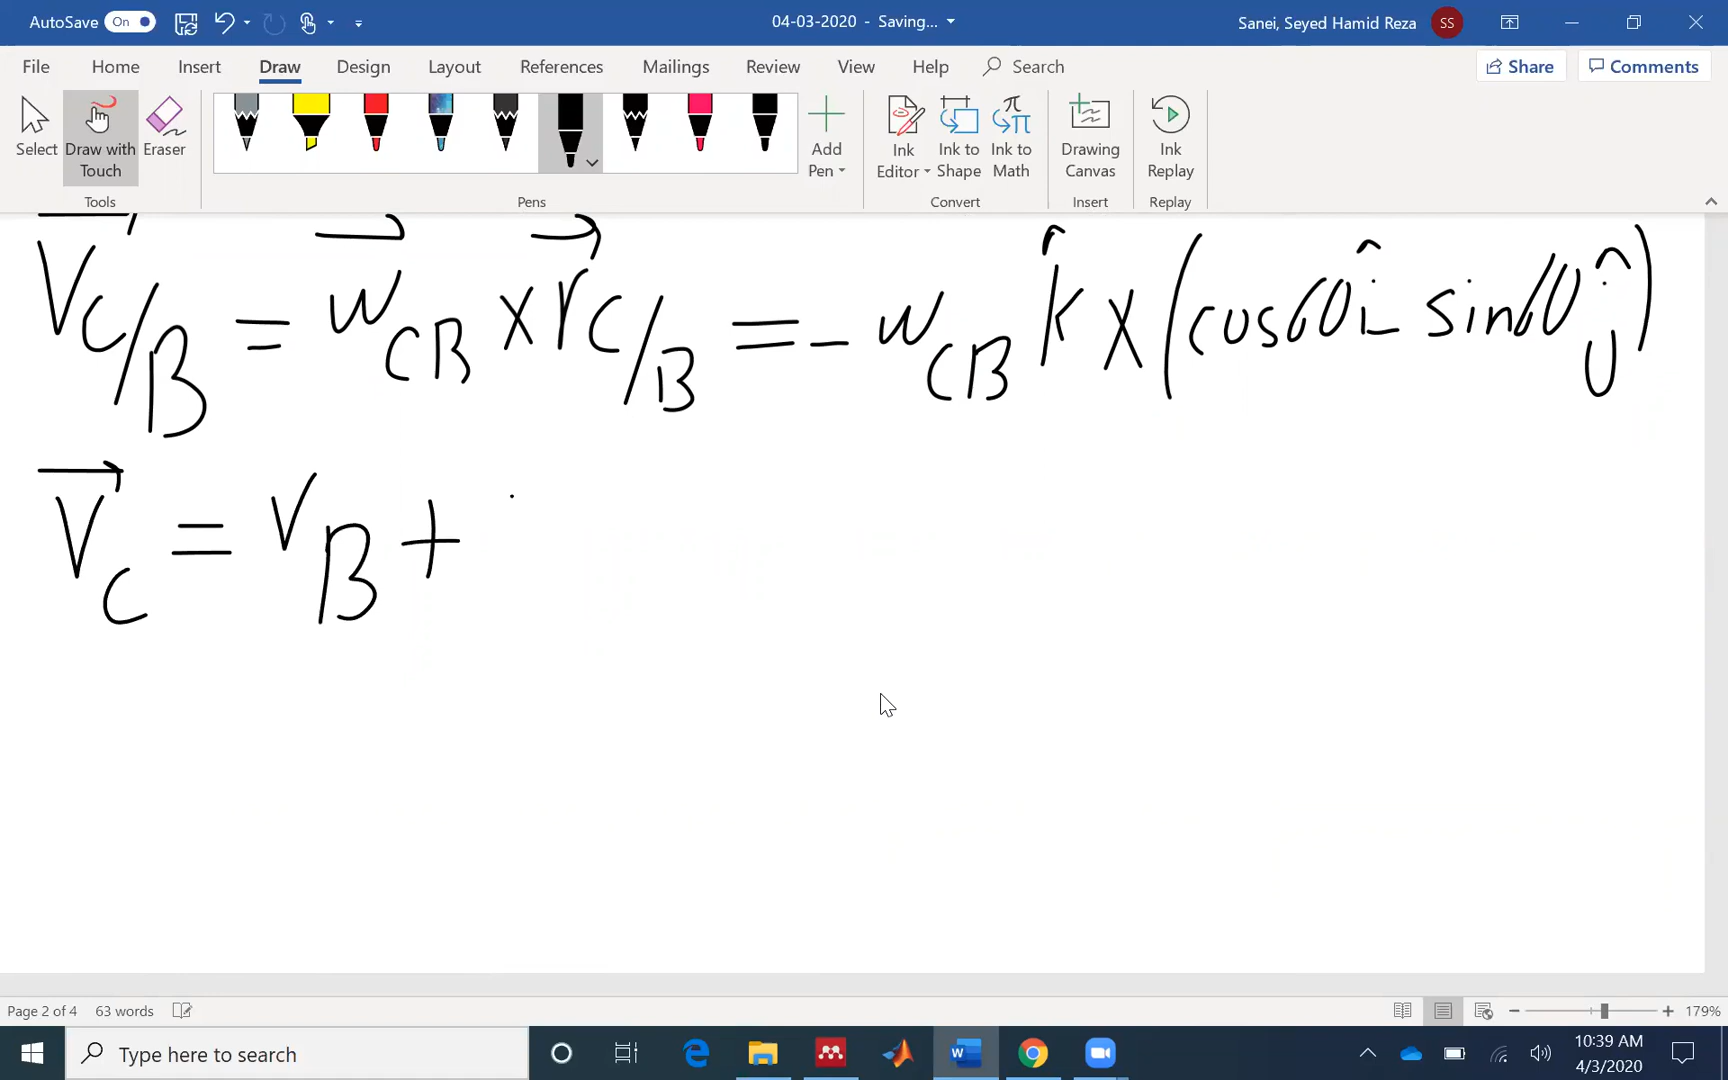 AutoSave On 04-03-2020 - Saving... Sanei, Seyed Hamid Reza SS
File Home Insert Draw Design Layout References Mailings Review View Help Search Share Comments
Select Draw with Touch Eraser Add Pen Ink Editor Ink to Shape Ink to Math Drawing Canvas Ink Replay
Tools Pens Convert Insert Replay
V⃗C/B = w⃗CB × r⃗C/B = - wCB k̂ × (cos60 î sin60 ĵ)
V⃗C = VB +
Page 2 of 4 63 words 179%
Type here to search 10:39 AM
4/3/2020